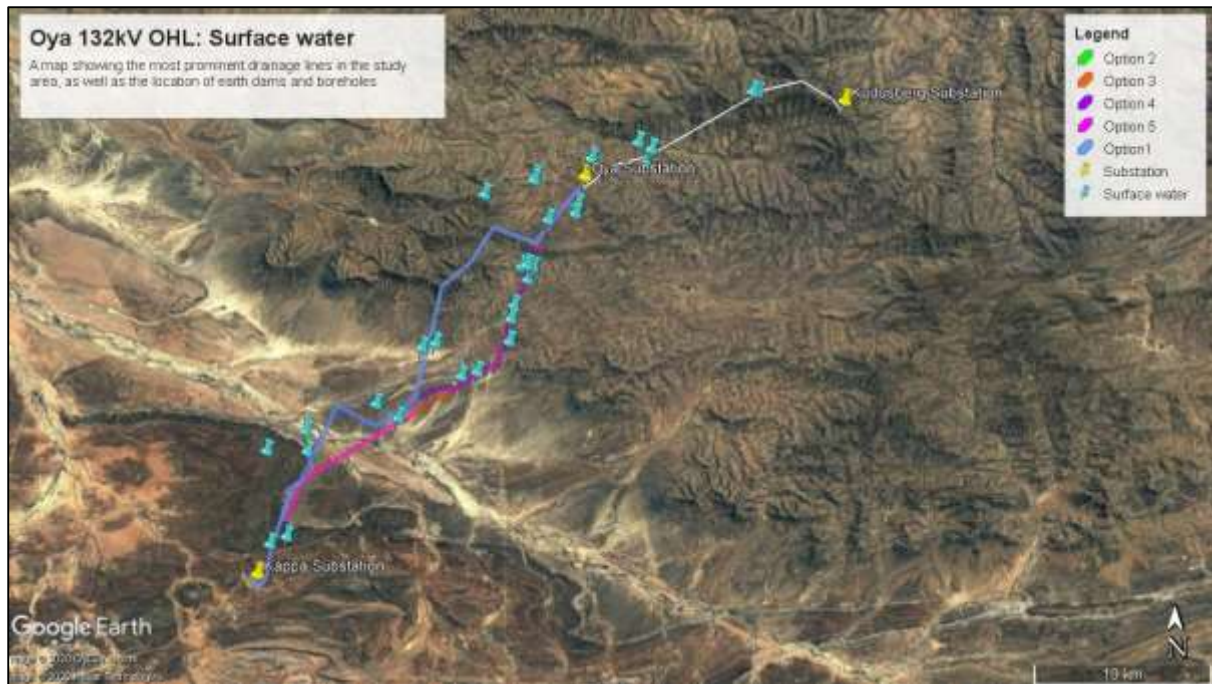 Oya 132kV OHL: Surface water
A map showing the most prominent drainage lines in the study
area, as well as the location of earth dams and boreholes
Legend
Option 2
Option 3
Option 4
Option 5
Option1
Substation
Surface water
Kudusberg Substation
Oya Substation
Kappa Substation
Google Earth
N
10 km